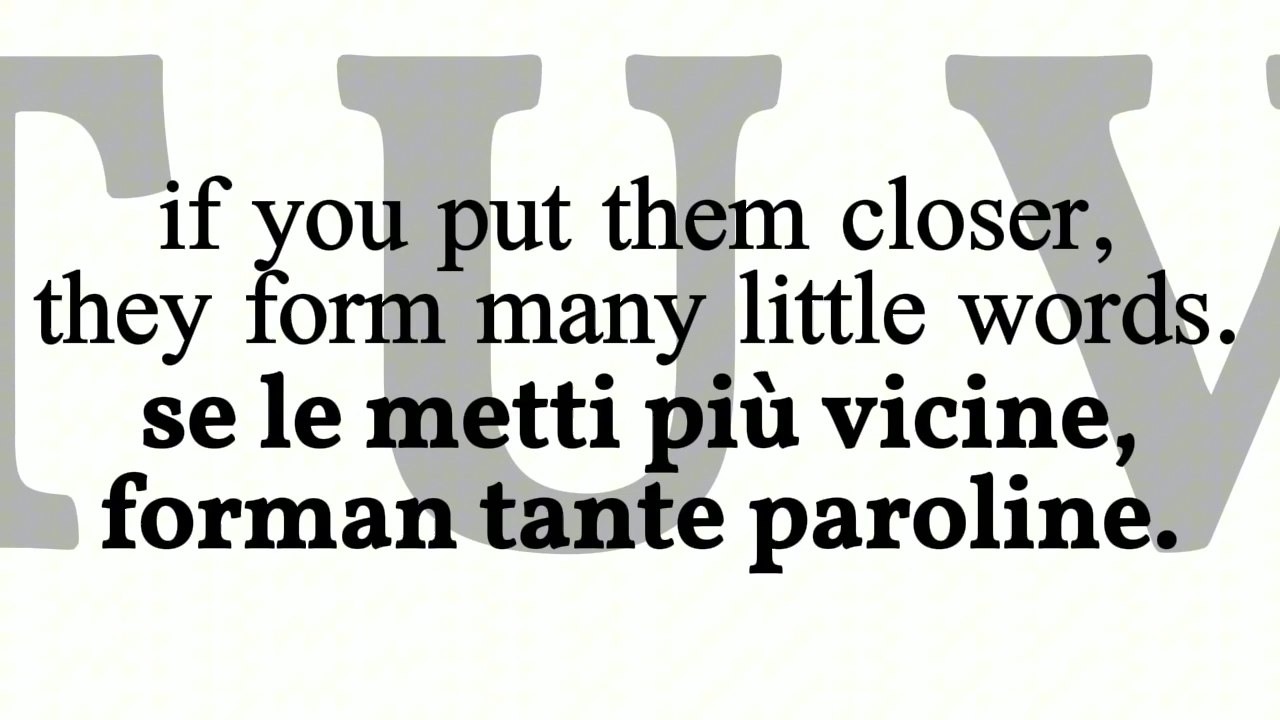 T U V
if you put them closer,
they form many little words.
se le metti più vicine,
forman tante paroline.